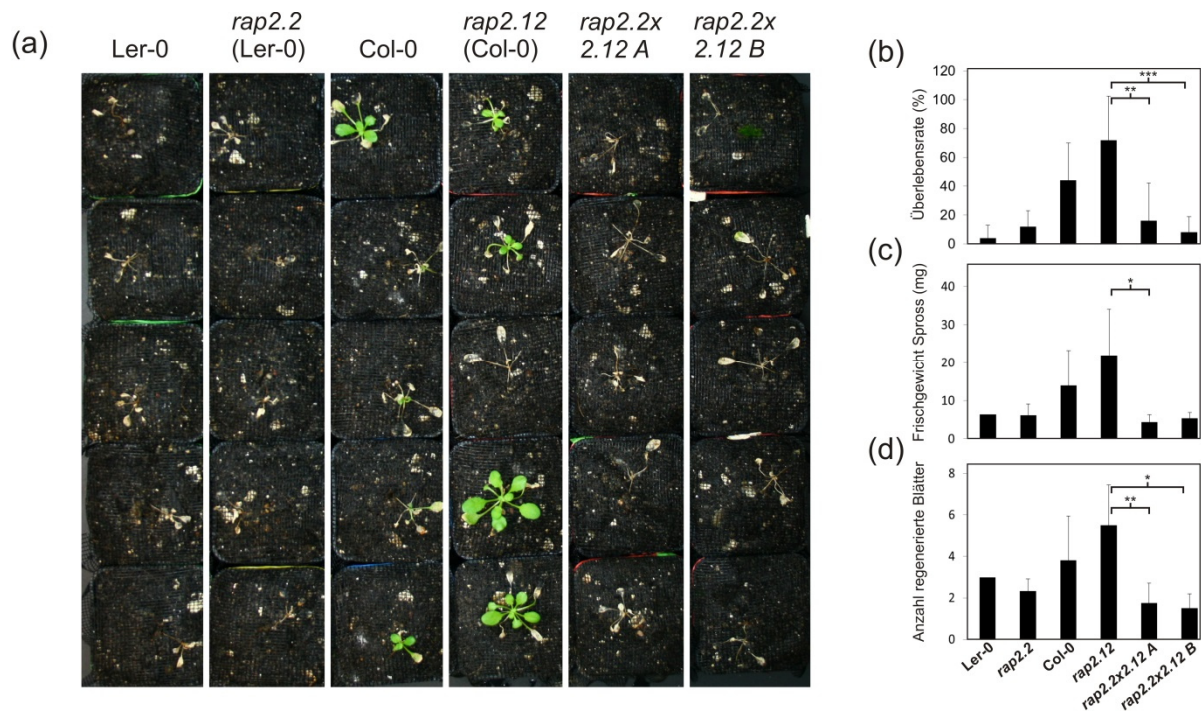 (a)
Ler-0
rap2.2
(Ler-0)
Col-0
rap2.12
(Col-0)
rap2.2x
2.12 A
rap2.2x
2.12 B
(b)
Überlebensrate (%)
120
100
80
60
40
20
0
**
***
(c)
Frischgewicht Spross (mg)
40
30
20
10
0
*
(d)
Anzahl regenerierte Blätter
8
6
4
2
0
**
*
Ler-0
rap2.2
Col-0
rap2.12
rap2.2x2.12 A
rap2.2x2.12 B